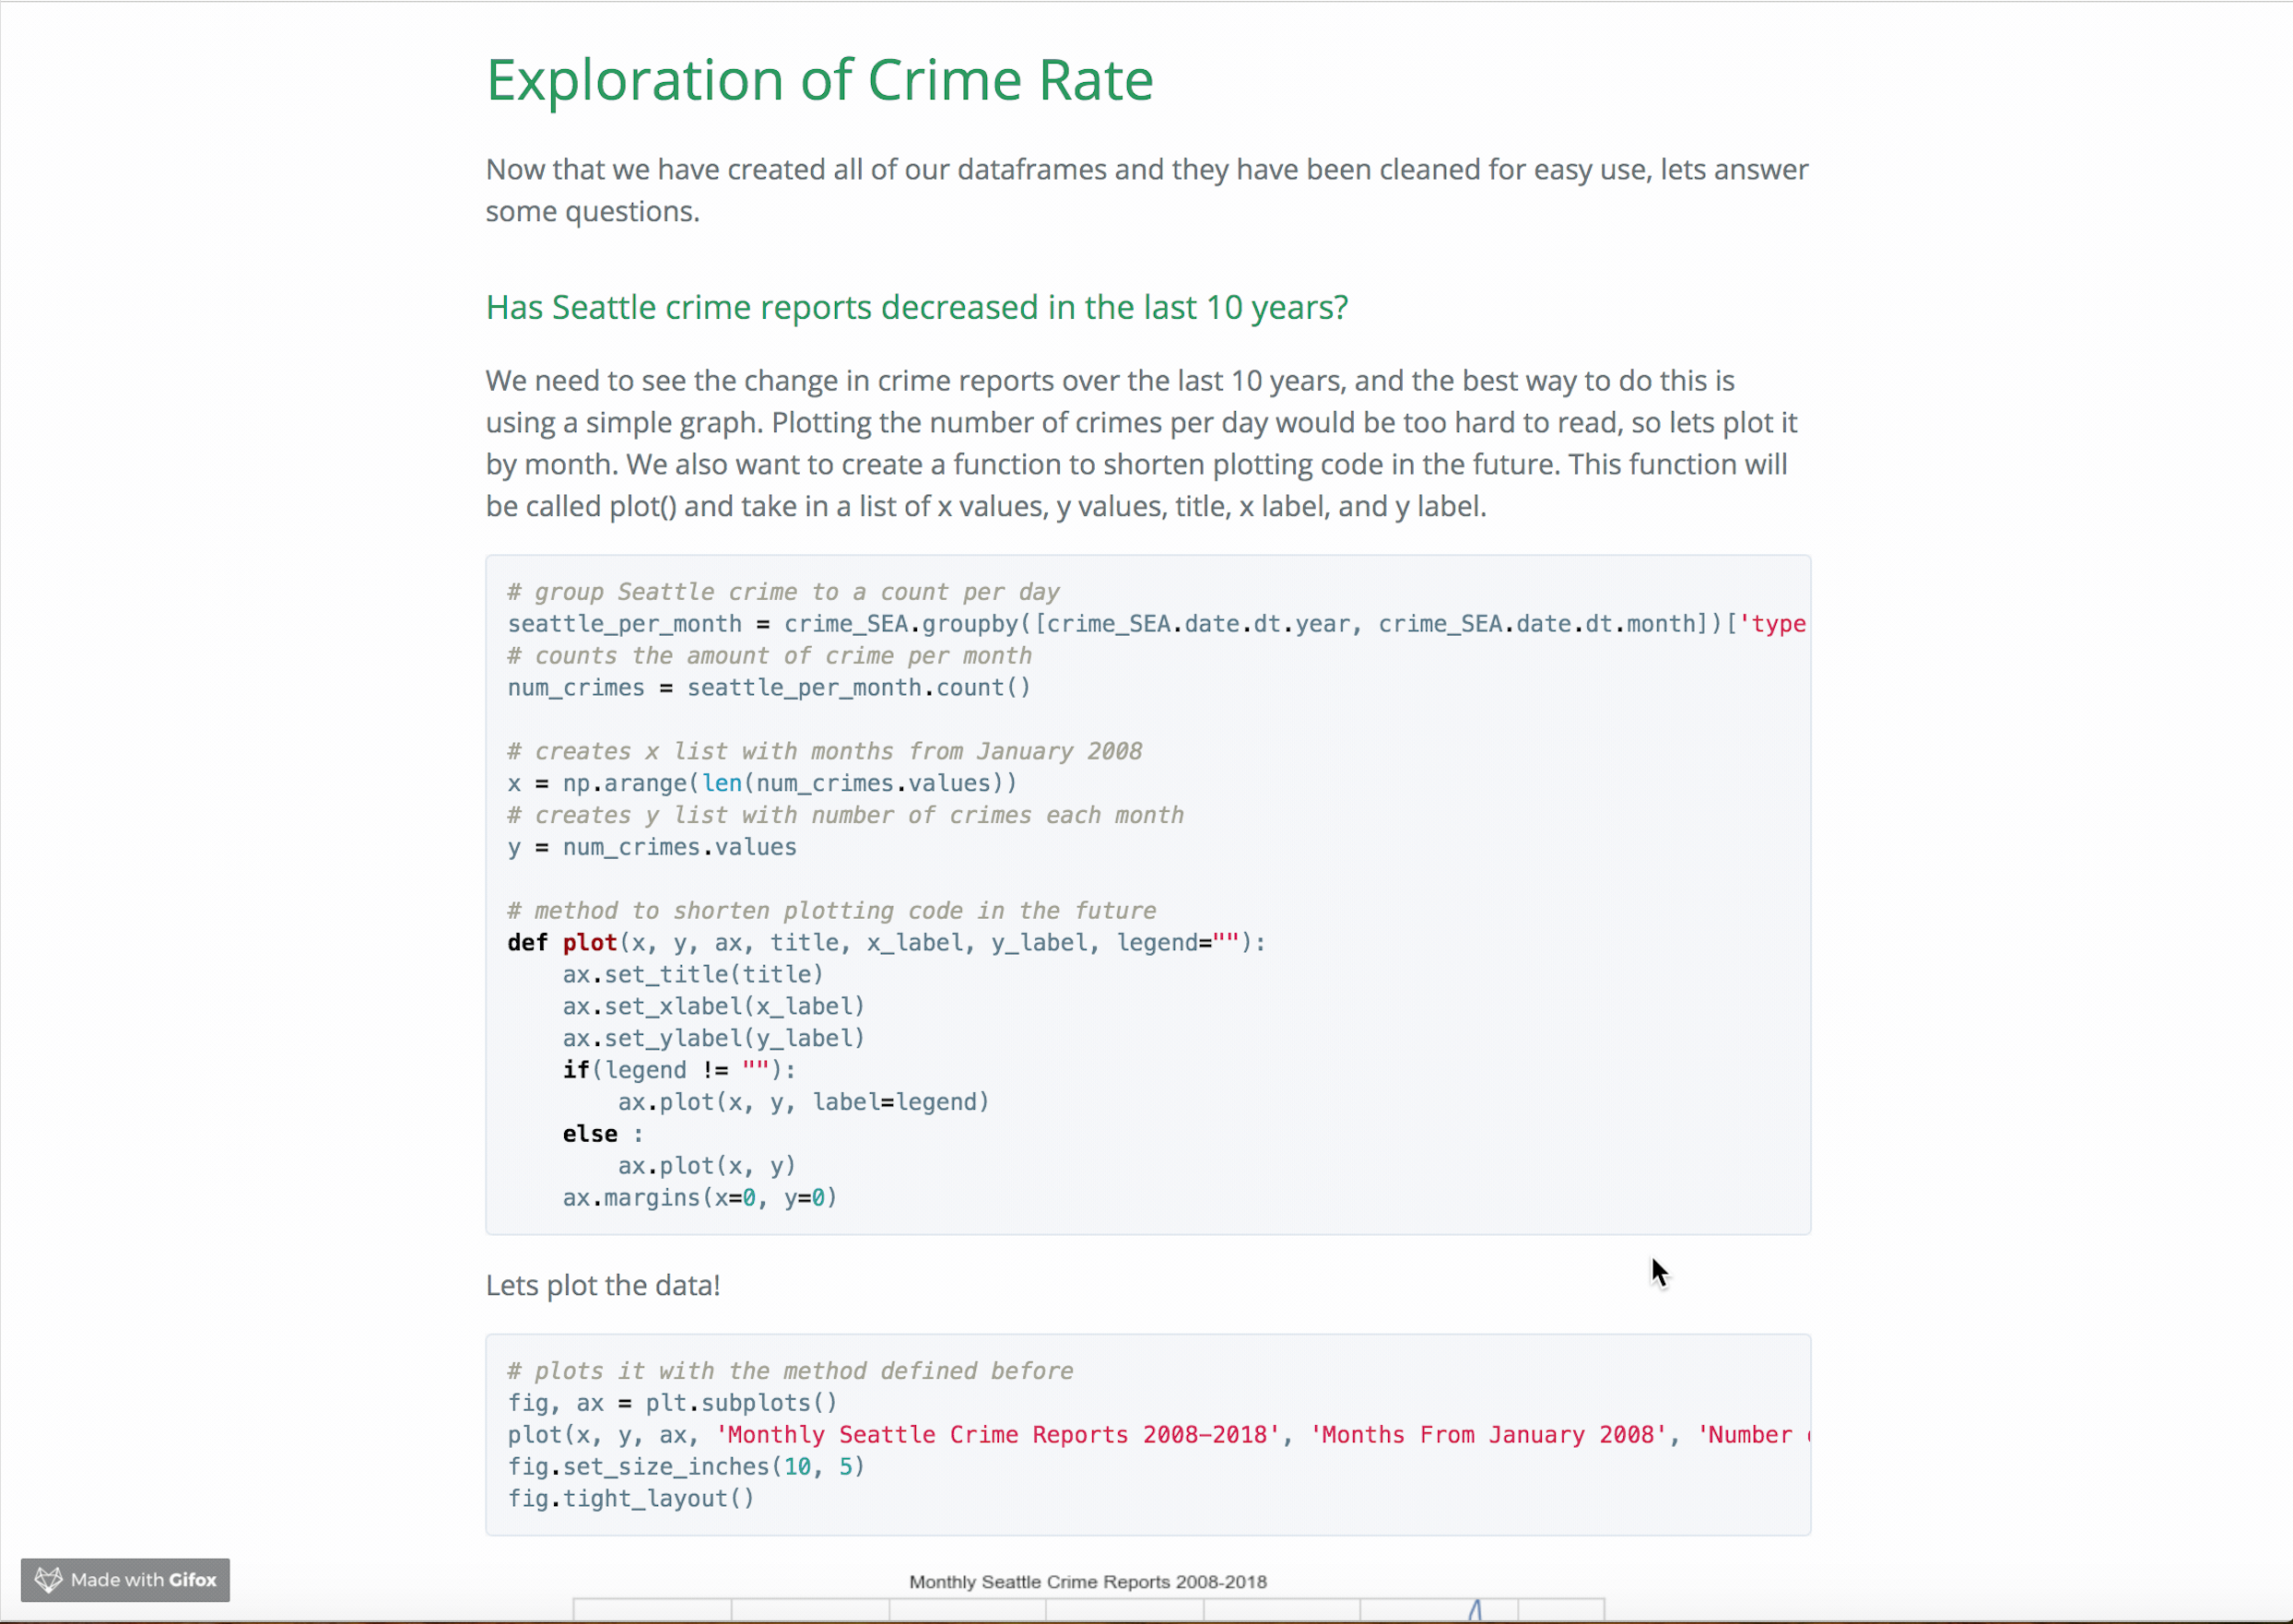 Exploration of Crime Rate
Now that we have created all of our dataframes and they have been cleaned for easy use, lets answer
some questions.
Has Seattle crime reports decreased in the last 10 years?
We need to see the change in crime reports over the last 10 years, and the best way to do this is
using a simple graph. Plotting the number of crimes per day would be too hard to read, so lets plot it
by month. We also want to create a function to shorten plotting code in the future. This function will
be called plot() and take in a list of x values, y values, title, x label, and y label.
# group Seattle crime to a count per day
seattle_per_month = crime_SEA.groupby([crime_SEA.date.dt.year, crime_SEA.date.dt.month])['type
# counts the amount of crime per month
num_crimes = seattle_per_month.count()
# creates x list with months from January 2008
x = np.arange(len(num_crimes.values))
# creates y list with number of crimes each month
y = num_crimes.values
# method to shorten plotting code in the future
def plot(x, y, ax, title, x_label, y_label, legend=""):
    ax.set_title(title)
    ax.set_xlabel(x_label)
    ax.set_ylabel(y_label)
    if(legend != ""):
        ax.plot(x, y, label=legend)
    else :
        ax.plot(x, y)
    ax.margins(x=0, y=0)
Lets plot the data!
# plots it with the method defined before
fig, ax = plt.subplots()
plot(x, y, ax, 'Monthly Seattle Crime Reports 2008-2018', 'Months From January 2008', 'Number
fig.set_size_inches(10, 5)
fig.tight_layout()
Made with Gifox
Monthly Seattle Crime Reports 2008-2018